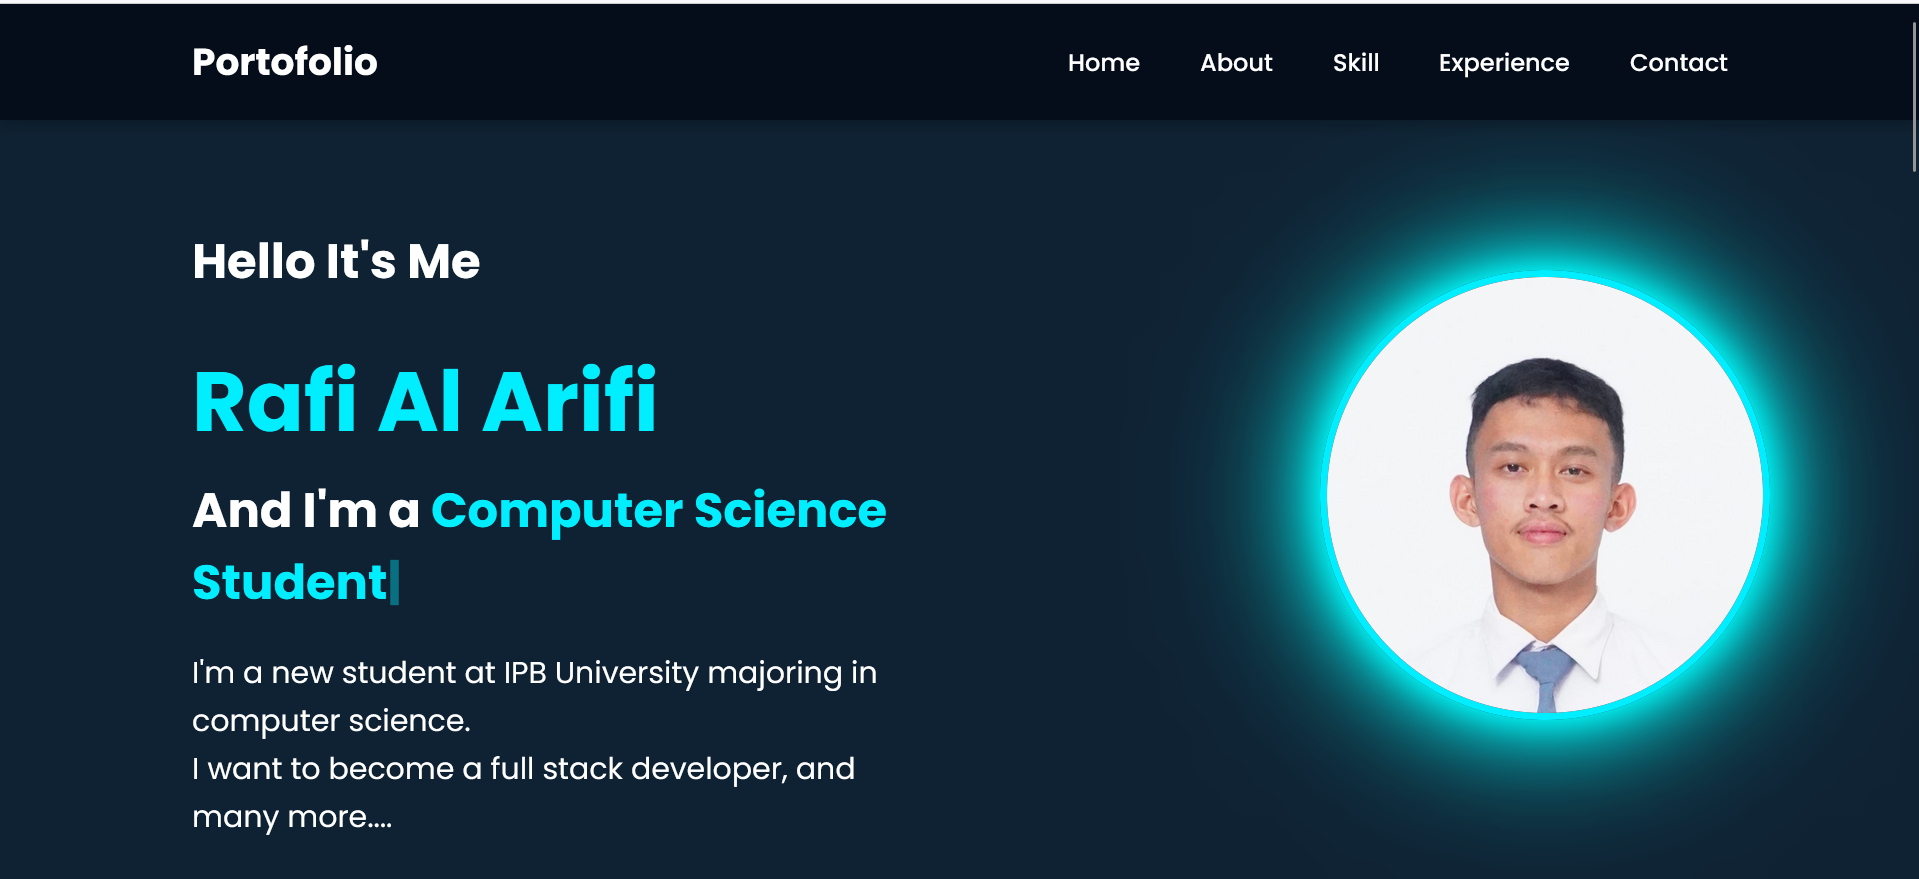 Portofolio
Home About Skill Experience Contact
Hello It's Me
Rafi Al Arifi
And I'm a Computer Science
Student
I'm a new student at IPB University majoring in
computer science.
I want to become a full stack developer, and
many more....